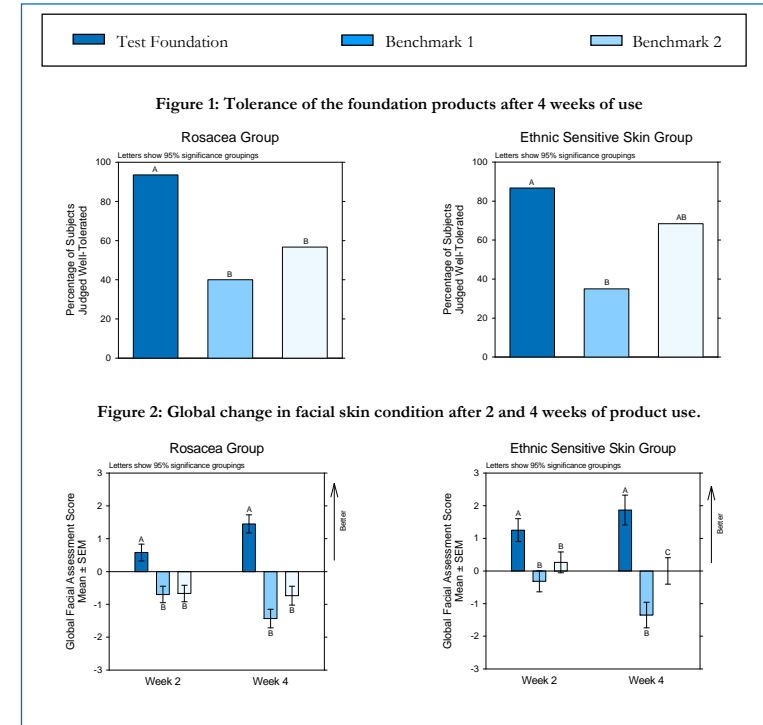 Test Foundation Benchmark 1 Benchmark 2
Figure 1: Tolerance of the foundation products after 4 weeks of use
Rosacea Group
Letters show 95% significance groupings
Percentage of Subjects
Judged Well-Tolerated
100
80
60
40
20
0
A
B
B
Ethnic Sensitive Skin Group
Letters show 95% significance groupings
Percentage of Subjects
Judged Well-Tolerated
100
80
60
40
20
0
A
B
AB
Figure 2: Global change in facial skin condition after 2 and 4 weeks of product use.
Rosacea Group
Letters show 95% significance groupings
Global Facial Assessment Score
Mean ± SEM
3
2
1
0
-1
-2
-3
A
B
B
A
B
B
Week 2 Week 4
Better
Ethnic Sensitive Skin Group
Letters show 95% significance groupings
Global Facial Assessment Score
Mean ± SEM
3
2
1
0
-1
-2
-3
A
B
B
A
B
C
Week 2 Week 4
Better